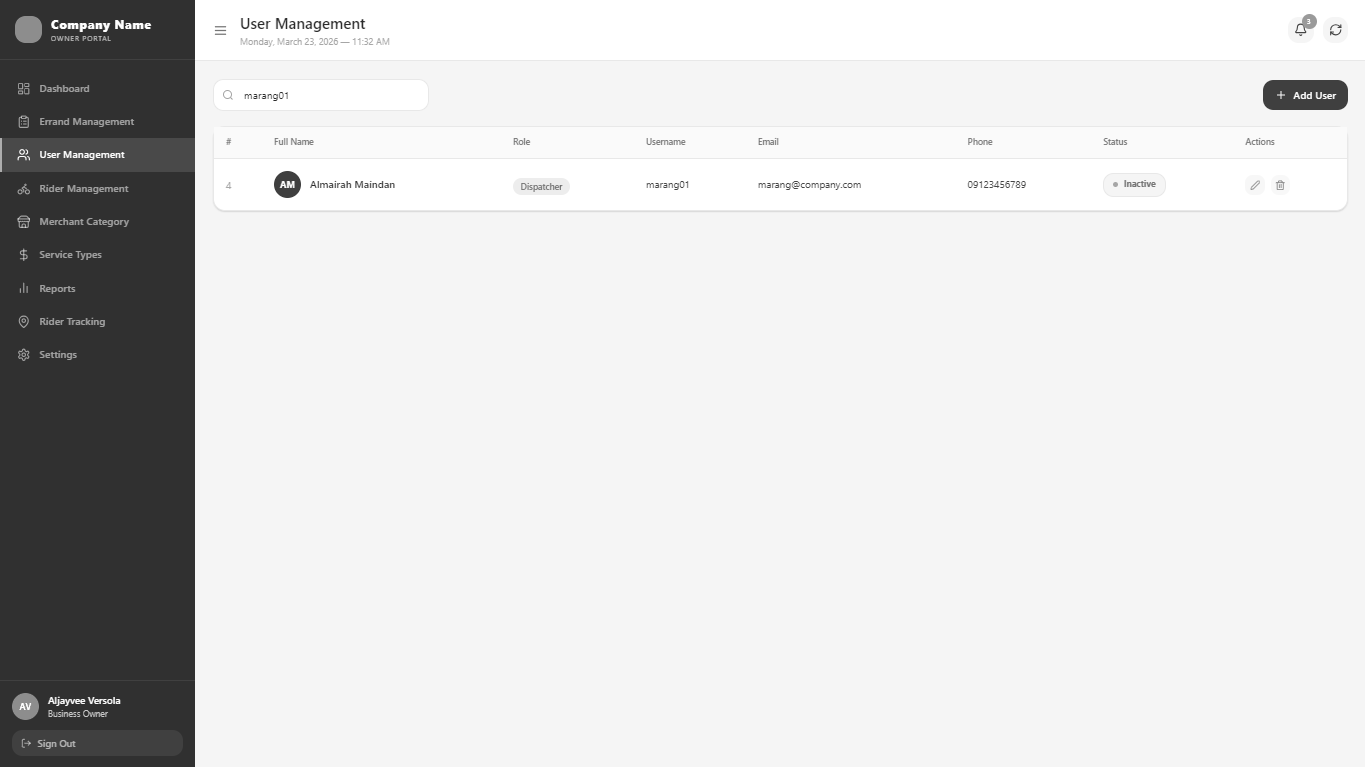 Company Name
OWNER PORTAL
Dashboard
Errand Management
User Management
Rider Management
Merchant Category
Service Types
Reports
Rider Tracking
Settings
AV
Aljayvee Versola
Business Owner
Sign Out
User Management
Monday, March 23, 2026 — 11:32 AM
3
marang01
+ Add User
# Full Name Role Username Email Phone Status Actions
4 AM Almairah Maindan Dispatcher marang01 marang@company.com 09123456789 Inactive